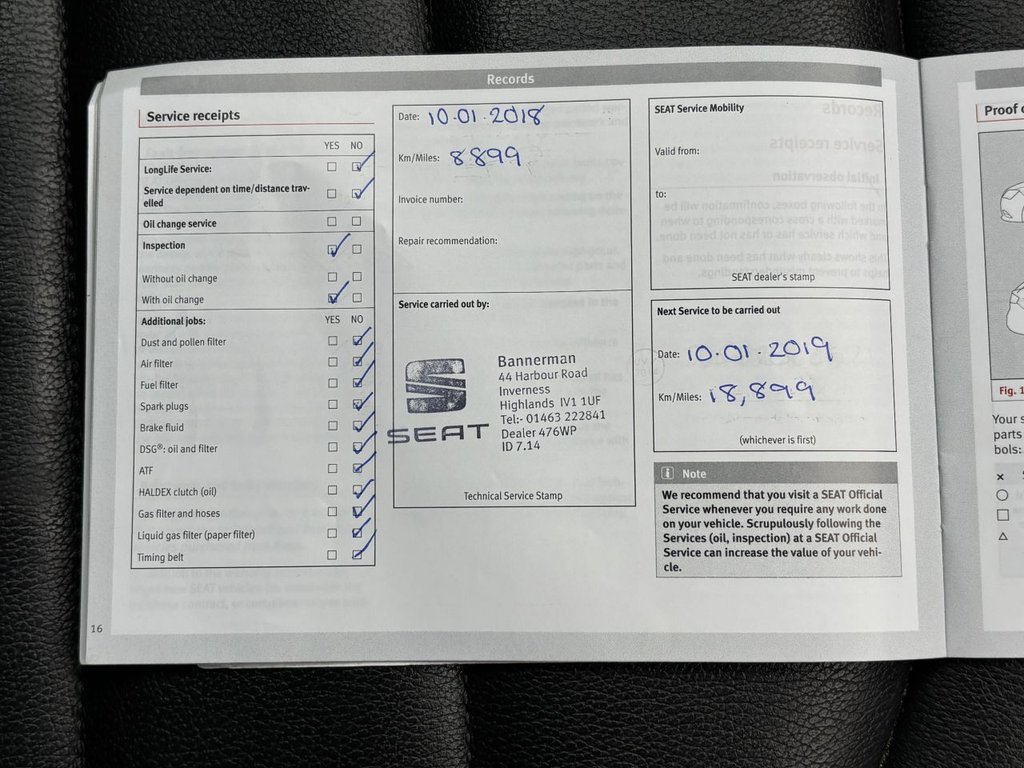 Records
Service receipts
YES NO
LongLife Service:
Service dependent on time/distance trav-
elled
Oil change service
Inspection
Without oil change
With oil change
Additional jobs: YES NO
Dust and pollen filter
Air filter
Fuel filter
Spark plugs
Brake fluid
DSG®: oil and filter
ATF
HALDEX clutch (oil)
Gas filter and hoses
Liquid gas filter (paper filter)
Timing belt
16
Date: 10.01.2018
Km/Miles: 8899
Invoice number:
Repair recommendation:
Service carried out by:
SEAT
Bannerman
44 Harbour Road
Inverness
Highlands IV1 1UF
Tel:- 01463 222841
Dealer 476WP
ID 7.14
Technical Service Stamp
SEAT Service Mobility
Valid from:
to:
SEAT dealer's stamp
Next Service to be carried out
Date: 10.01.2019
Km/Miles: 18,899
(whichever is first)
i Note
We recommend that you visit a SEAT Official
Service whenever you require any work done
on your vehicle. Scrupulously following the
Services (oil, inspection) at a SEAT Official
Service can increase the value of your vehi-
cle.
Proof
Fig. 1
Your
parts
bols: